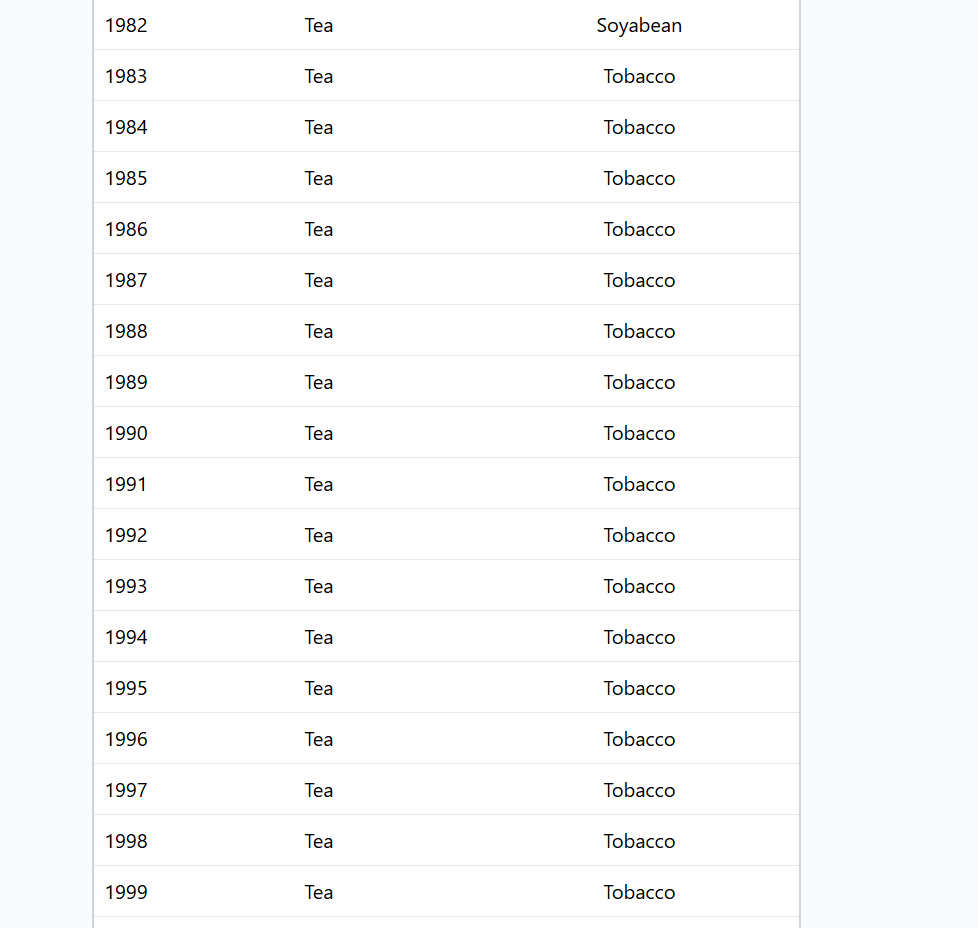 1982 Tea Soyabean
1983 Tea Tobacco
1984 Tea Tobacco
1985 Tea Tobacco
1986 Tea Tobacco
1987 Tea Tobacco
1988 Tea Tobacco
1989 Tea Tobacco
1990 Tea Tobacco
1991 Tea Tobacco
1992 Tea Tobacco
1993 Tea Tobacco
1994 Tea Tobacco
1995 Tea Tobacco
1996 Tea Tobacco
1997 Tea Tobacco
1998 Tea Tobacco
1999 Tea Tobacco